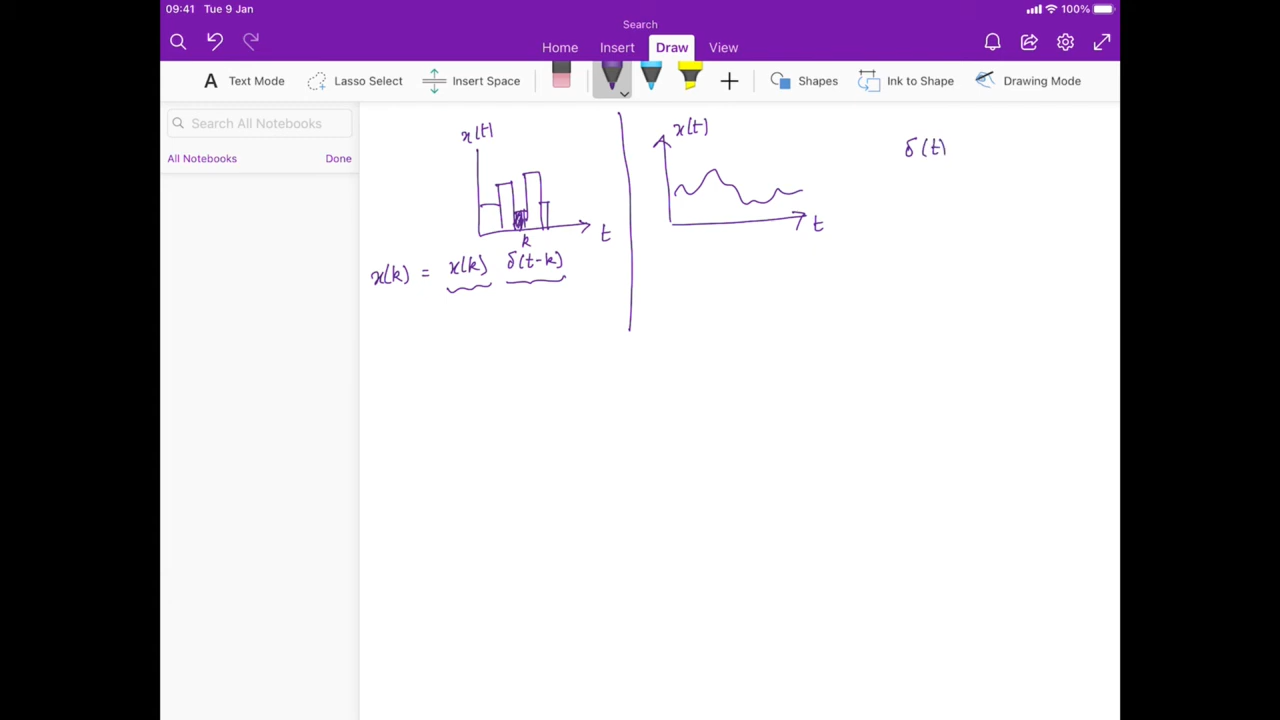 09:41 Tue 9 Jan
100%
Search
Home Insert Draw View
Text Mode Lasso Select Insert Space Shapes Ink to Shape Drawing Mode
Search All Notebooks
All Notebooks Done
x(t)
k
t
x(k) = x(k) δ(t-k)
x(t)
t
δ(t)